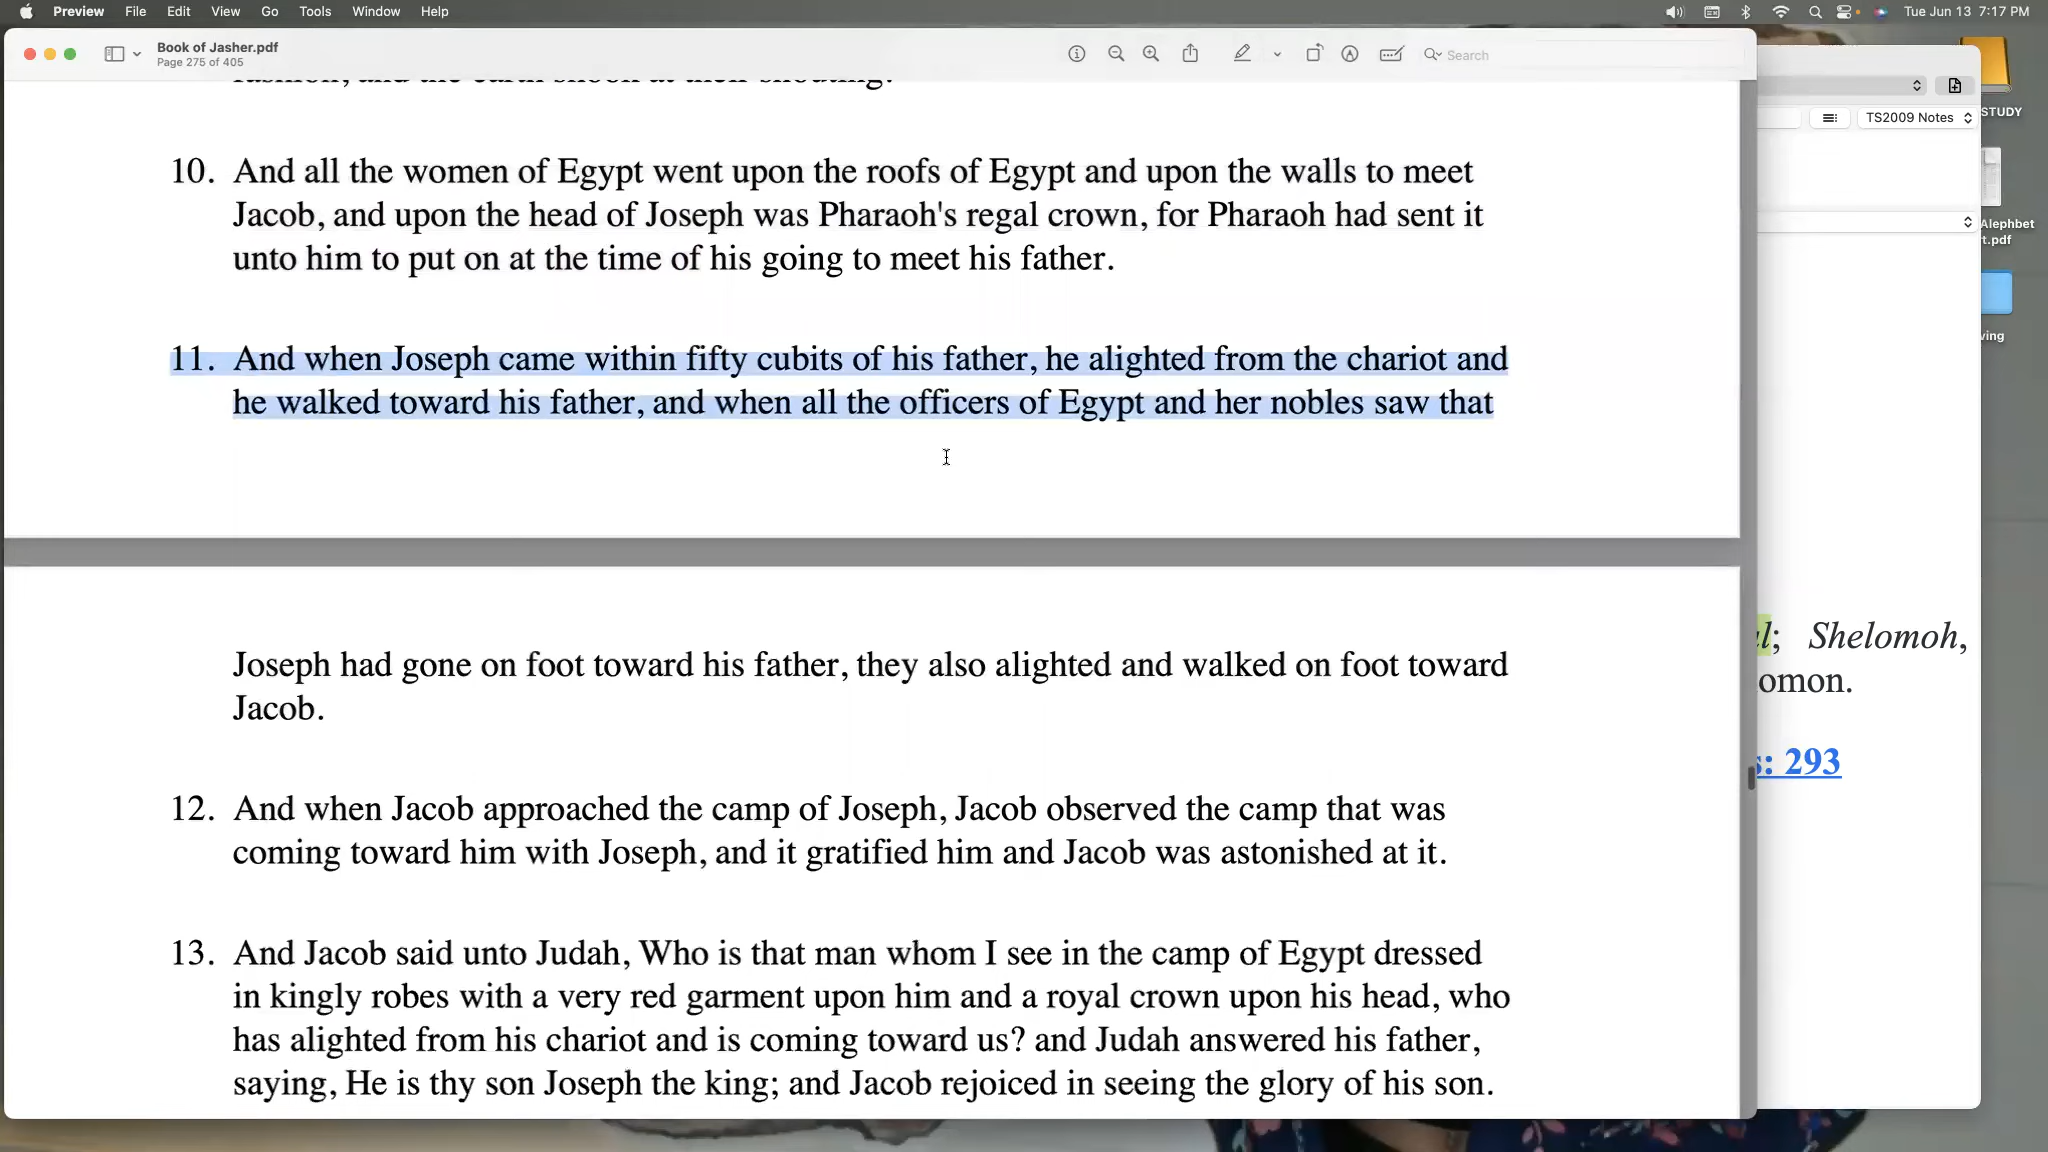 Preview File Edit View Go Tools Window Help Tue Jun 13 7:17 PM
Book of Jasher.pdf
Page 275 of 405
Search
fashion, and the earth shook at their shouting.
10. And all the women of Egypt went upon the roofs of Egypt and upon the walls to meet
Jacob, and upon the head of Joseph was Pharaoh's regal crown, for Pharaoh had sent it
unto him to put on at the time of his going to meet his father.
11. And when Joseph came within fifty cubits of his father, he alighted from the chariot and
he walked toward his father, and when all the officers of Egypt and her nobles saw that
Joseph had gone on foot toward his father, they also alighted and walked on foot toward
Jacob.
12. And when Jacob approached the camp of Joseph, Jacob observed the camp that was
coming toward him with Joseph, and it gratified him and Jacob was astonished at it.
13. And Jacob said unto Judah, Who is that man whom I see in the camp of Egypt dressed
in kingly robes with a very red garment upon him and a royal crown upon his head, who
has alighted from his chariot and is coming toward us? and Judah answered his father,
saying, He is thy son Joseph the king; and Jacob rejoiced in seeing the glory of his son.
STUDY
TS2009 Notes
Alephbet
t.pdf
ving
l; Shelomoh,
omon.
s: 293